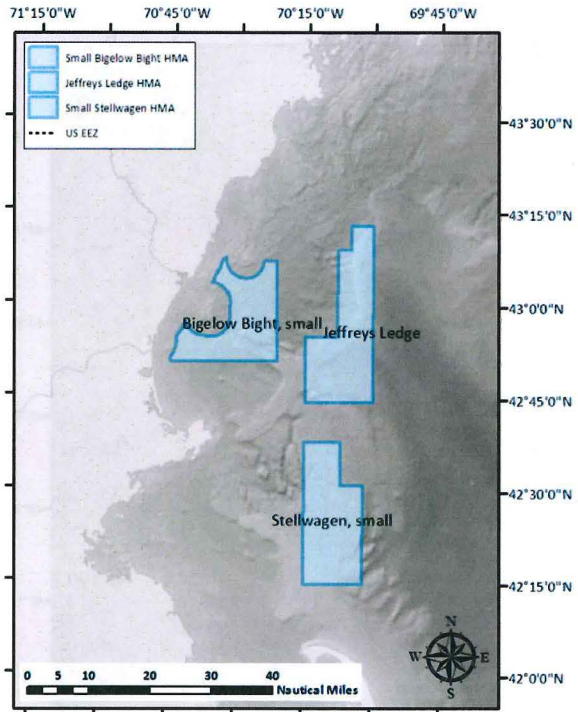 71°15'0"W 70°45'0"W 70°15'0"W 69°45'0"W
Small Bigelow Bight HMA
Jeffreys Ledge HMA
Small Stellwagen HMA
US EEZ
43°30'0"N
43°15'0"N
43°0'0"N
Bigelow Bight, small
Jeffreys Ledge
42°45'0"N
42°30'0"N
Stellwagen, small
42°15'0"N
N
W E
S
0 5 10 20 30 40
Nautical Miles
42°0'0"N